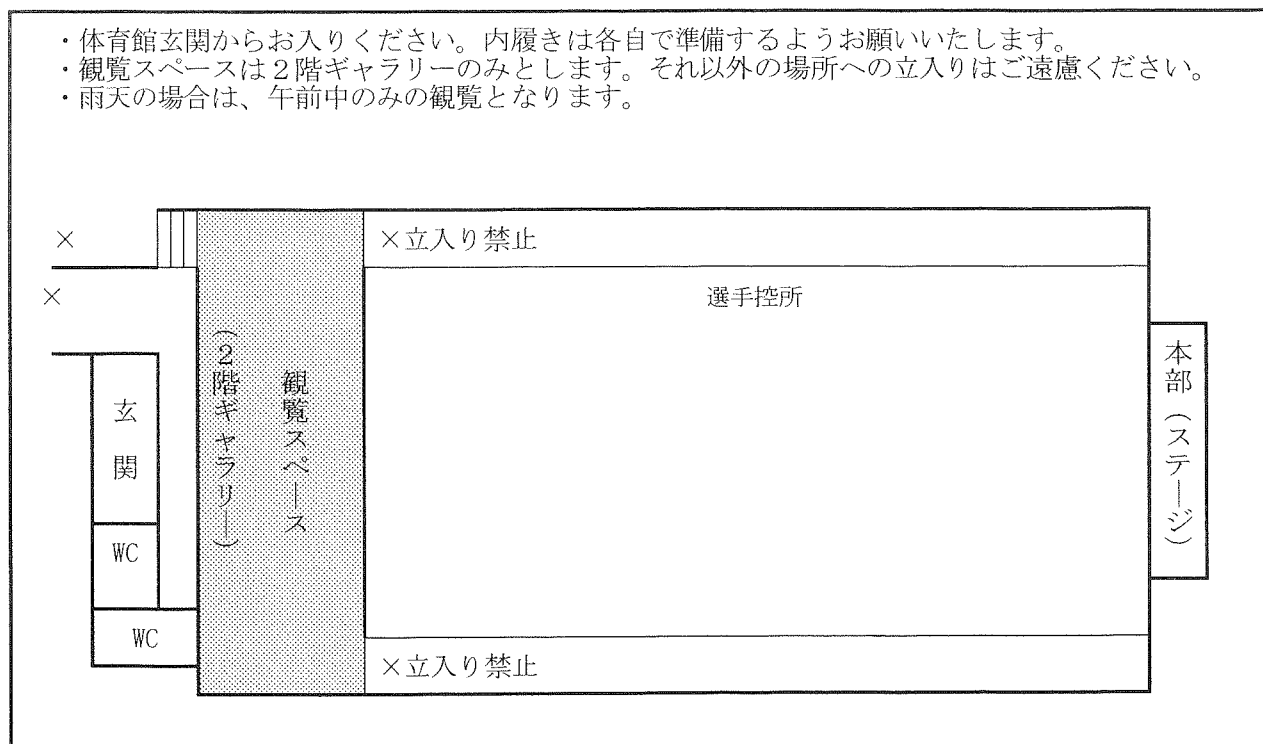 ・体育館玄関からお入りください。内履きは各自で準備するようお願いいたします。
・観覧スペースは２階ギャラリーのみとします。それ以外の場所への立入りはご遠慮ください。
・雨天の場合は、午前中のみの観覧となります。
×
×立入り禁止
×
選手控所
本部（ステージ）
観覧スペース
（２階ギャラリー）
玄関
WC
WC
×立入り禁止